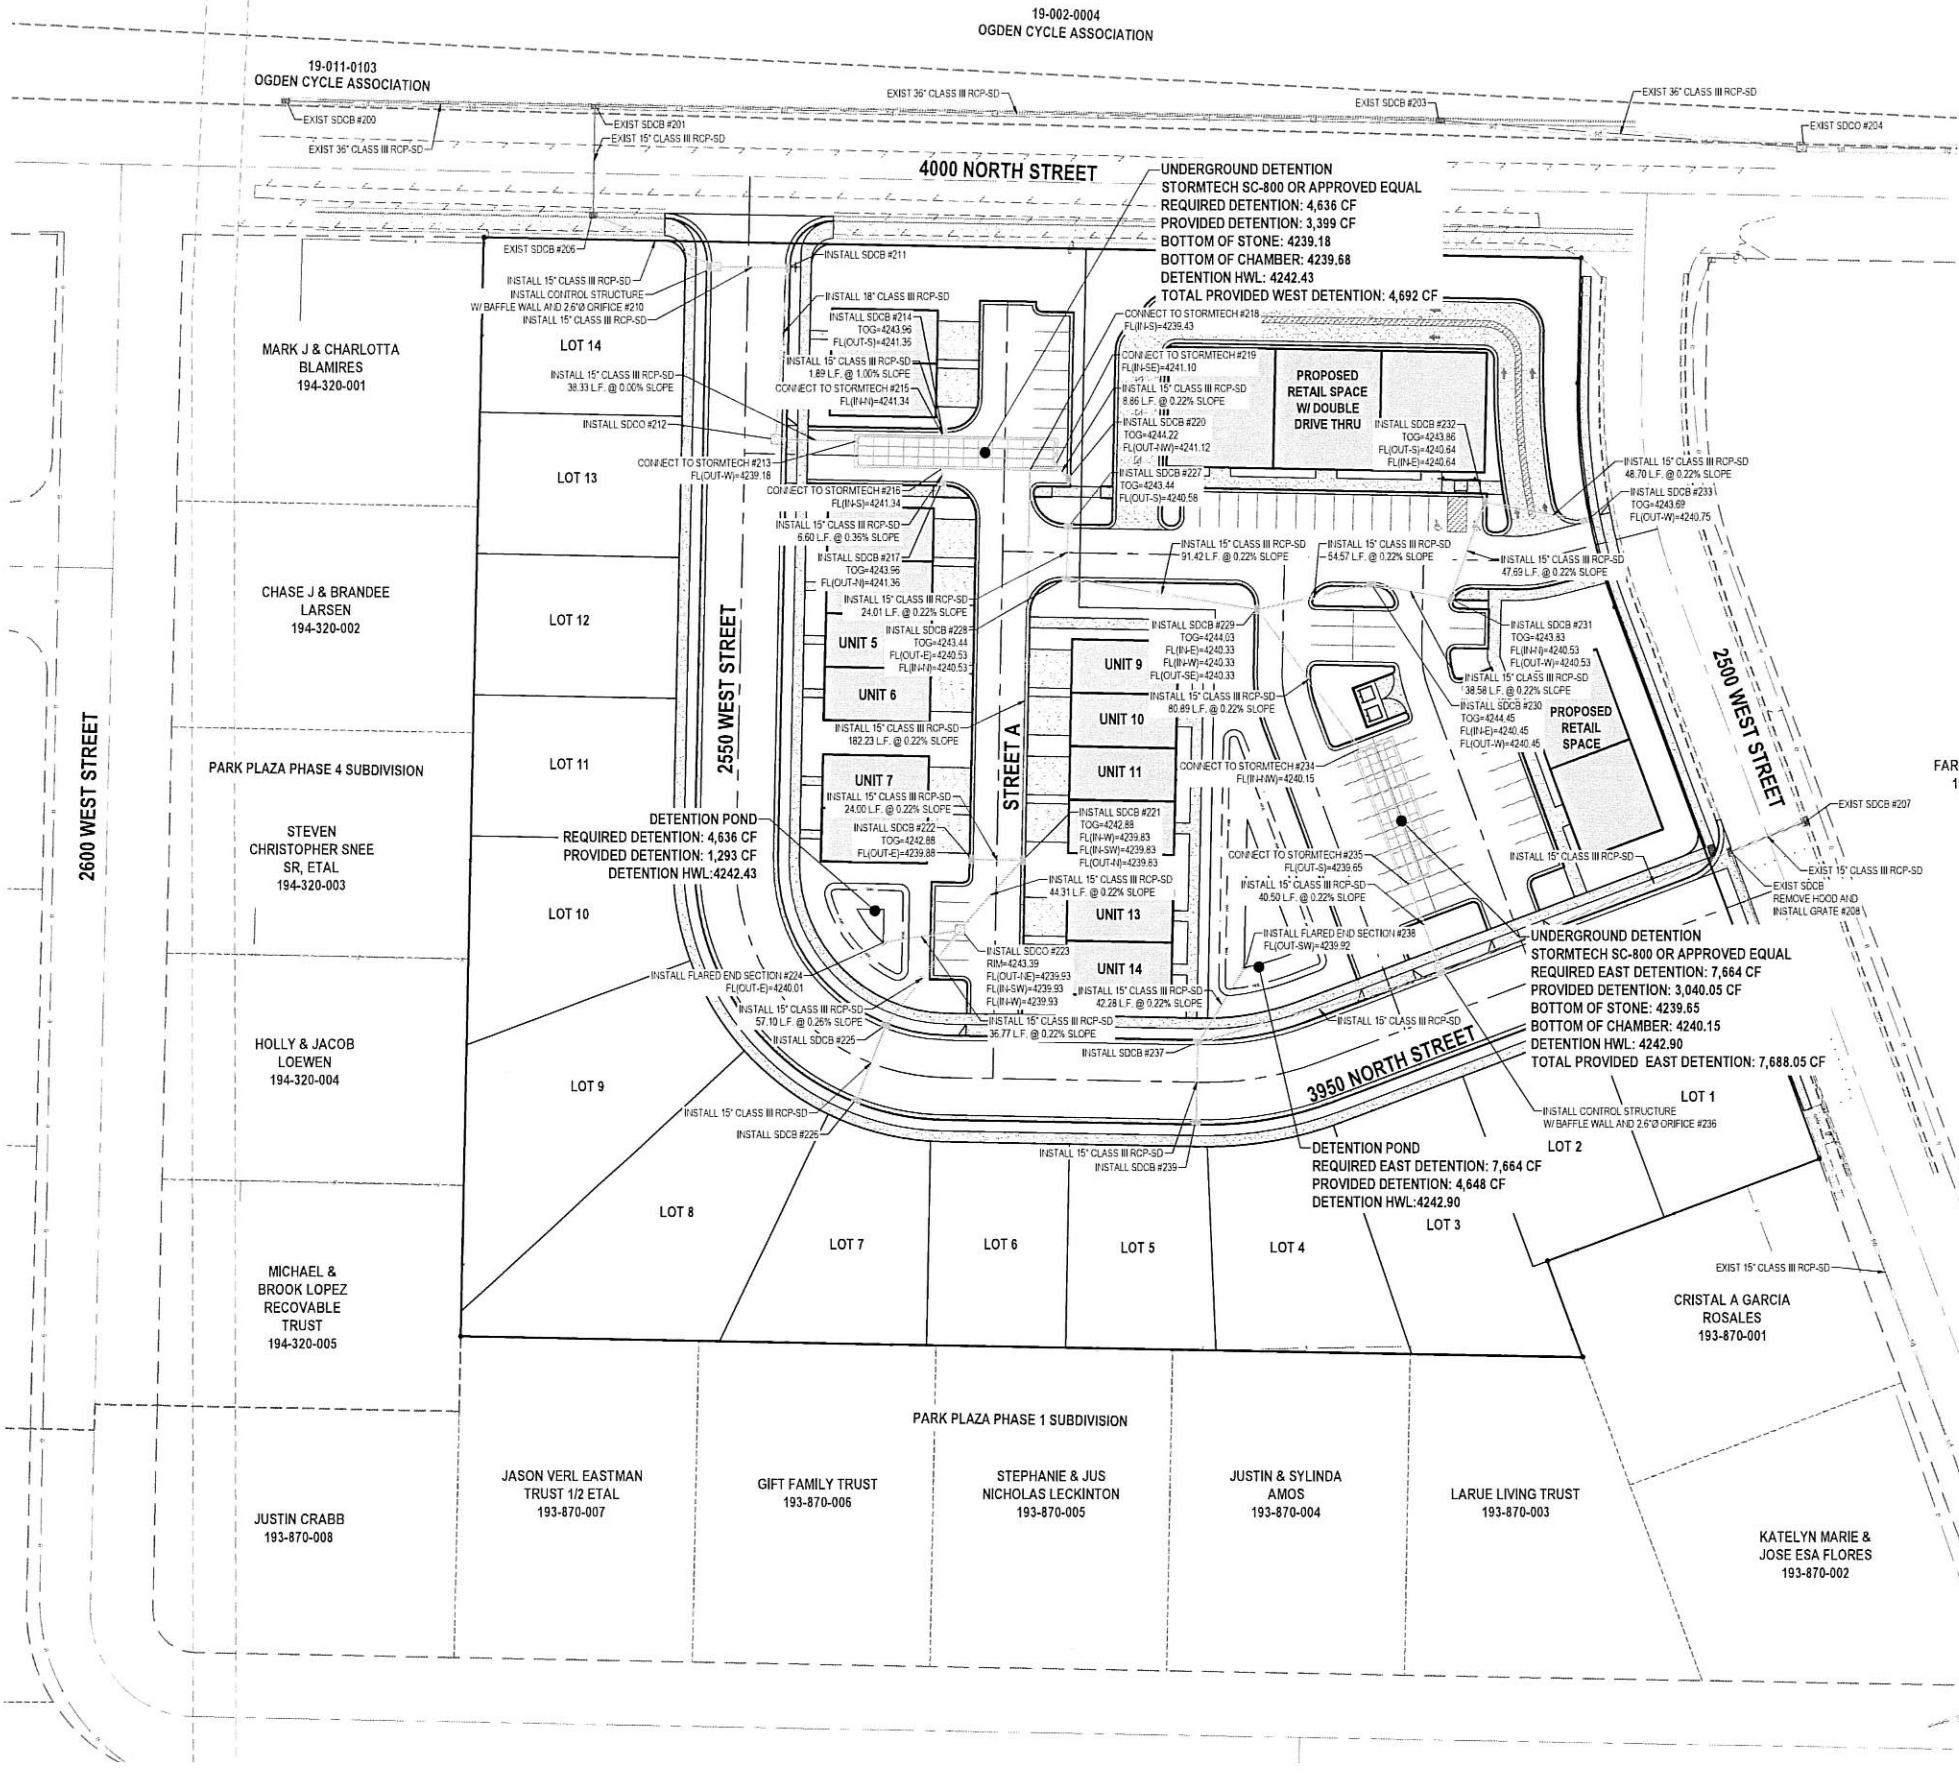 19-002-0004
OGDEN CYCLE ASSOCIATION
19-011-0103
OGDEN CYCLE ASSOCIATION
EXIST SDCB #200
EXIST 36" CLASS III RCP-SD
EXIST SDCB #201
EXIST 15" CLASS III RCP-SD
EXIST 36" CLASS III RCP-SD
EXIST SDCB #203
EXIST 36" CLASS III RCP-SD
EXIST SDCO #204
4000 NORTH STREET
UNDERGROUND DETENTION
STORMTECH SC-800 OR APPROVED EQUAL
REQUIRED DETENTION: 4,636 CF
PROVIDED DETENTION: 3,399 CF
BOTTOM OF STONE: 4239.18
BOTTOM OF CHAMBER: 4239.68
DETENTION HWL: 4242.43
TOTAL PROVIDED WEST DETENTION: 4,692 CF
EXIST SDCB #206
INSTALL SDCB #211
INSTALL 15" CLASS III RCP-SD
INSTALL CONTROL STRUCTURE
W/ BAFFLE WALL AND 2.6"Ø ORIFICE #210
INSTALL 15" CLASS III RCP-SD
INSTALL 18" CLASS III RCP-SD
INSTALL SDCB #214
TOG=4243.96
FL(OUT-S)=4241.36
INSTALL 15" CLASS III RCP-SD
1.89 L.F. @ 1.00% SLOPE
CONNECT TO STORMTECH #215
FL(IN-N)=4241.34
CONNECT TO STORMTECH #218
FL(IN-S)=4239.43
CONNECT TO STORMTECH #219
FL(IN-SE)=4241.10
INSTALL 15" CLASS III RCP-SD
8.86 L.F. @ 0.22% SLOPE
INSTALL SDCB #220
TOG=4244.22
FL(OUT-NW)=4241.12
INSTALL SDCB #227
TOG=4243.44
FL(OUT-S)=4240.58
PROPOSED
RETAIL SPACE
W/ DOUBLE
DRIVE THRU
INSTALL SDCB #232
TOG=4243.86
FL(OUT-S)=4240.64
FL(IN-E)=4240.64
INSTALL 15" CLASS III RCP-SD
48.70 L.F. @ 0.22% SLOPE
INSTALL SDCB #233
TOG=4243.69
FL(OUT-W)=4240.75
MARK J & CHARLOTTA
BLAMIRES
194-320-001
LOT 14
INSTALL 15" CLASS III RCP-SD
38.33 L.F. @ 0.00% SLOPE
INSTALL SDCO #212
CONNECT TO STORMTECH #213
FL(OUT-W)=4239.18
LOT 13
CONNECT TO STORMTECH #216
FL(IN-S)=4241.34
INSTALL 15" CLASS III RCP-SD
6.60 L.F. @ 0.35% SLOPE
INSTALL SDCB #217
TOG=4243.96
FL(OUT-N)=4241.36
INSTALL 15" CLASS III RCP-SD
24.01 L.F. @ 0.22% SLOPE
INSTALL SDCB #228
TOG=4243.44
FL(OUT-E)=4240.53
FL(IN-N)=4240.53
INSTALL 15" CLASS III RCP-SD
91.42 L.F. @ 0.22% SLOPE
INSTALL 15" CLASS III RCP-SD
54.57 L.F. @ 0.22% SLOPE
INSTALL 15" CLASS III RCP-SD
47.69 L.F. @ 0.22% SLOPE
CHASE J & BRANDEE
LARSEN
194-320-002
LOT 12
2550 WEST STREET
UNIT 5
UNIT 6
INSTALL 15" CLASS III RCP-SD
182.23 L.F. @ 0.22% SLOPE
UNIT 9
UNIT 10
UNIT 11
STREET A
INSTALL SDCB #229
TOG=4244.03
FL(IN-E)=4240.33
FL(IN-W)=4240.33
FL(OUT-SE)=4240.33
INSTALL 15" CLASS III RCP-SD
80.89 L.F. @ 0.22% SLOPE
INSTALL SDCB #231
TOG=4243.83
FL(IN-N)=4240.53
FL(OUT-W)=4240.53
INSTALL 15" CLASS III RCP-SD
38.58 L.F. @ 0.22% SLOPE
INSTALL SDCB #230
TOG=4244.45
FL(IN-E)=4240.45
FL(OUT-W)=4240.45
PROPOSED
RETAIL
SPACE
2500 WEST STREET
2600 WEST STREET
PARK PLAZA PHASE 4 SUBDIVISION
LOT 11
UNIT 7
INSTALL 15" CLASS III RCP-SD
24.00 L.F. @ 0.22% SLOPE
INSTALL SDCB #222
TOG=4242.88
FL(OUT-E)=4239.88
CONNECT TO STORMTECH #234
FL(IN-NW)=4240.15
FAR
1
EXIST SDCB #207
DETENTION POND
REQUIRED DETENTION: 4,636 CF
PROVIDED DETENTION: 1,293 CF
DETENTION HWL:4242.43
INSTALL SDCB #221
TOG=4242.88
FL(IN-W)=4239.83
FL(IN-SW)=4239.83
FL(OUT-N)=4239.83
INSTALL 15" CLASS III RCP-SD
44.31 L.F. @ 0.22% SLOPE
STEVEN
CHRISTOPHER SNEE
SR, ETAL
194-320-003
LOT 10
CONNECT TO STORMTECH #235
FL(OUT-S)=4239.65
INSTALL 15" CLASS III RCP-SD
40.50 L.F. @ 0.22% SLOPE
INSTALL 15" CLASS III RCP-SD
EXIST 15" CLASS III RCP-SD
EXIST SDCB
REMOVE HOOD AND
INSTALL GRATE #208
UNIT 13
UNIT 14
INSTALL FLARED END SECTION #238
FL(OUT-SW)=4239.92
INSTALL SDCO #223
RIM=4243.39
FL(OUT-NE)=4239.93
FL(IN-SW)=4239.93
FL(IN-W)=4239.93
INSTALL FLARED END SECTION #224
FL(OUT-E)=4240.01
INSTALL 15" CLASS III RCP-SD
57.10 L.F. @ 0.26% SLOPE
INSTALL SDCB #225
INSTALL 15" CLASS III RCP-SD
36.77 L.F. @ 0.22% SLOPE
INSTALL 15" CLASS III RCP-SD
42.28 L.F. @ 0.22% SLOPE
INSTALL SDCB #237
INSTALL 15" CLASS III RCP-SD
3950 NORTH STREET
UNDERGROUND DETENTION
STORMTECH SC-800 OR APPROVED EQUAL
REQUIRED EAST DETENTION: 7,664 CF
PROVIDED DETENTION: 3,040.05 CF
BOTTOM OF STONE: 4239.65
BOTTOM OF CHAMBER: 4240.15
DETENTION HWL: 4242.90
TOTAL PROVIDED EAST DETENTION: 7,688.05 CF
HOLLY & JACOB
LOEWEN
194-320-004
LOT 9
INSTALL 15" CLASS III RCP-SD
INSTALL SDCB #226
INSTALL 15" CLASS III RCP-SD
INSTALL SDCB #239
LOT 1
INSTALL CONTROL STRUCTURE
W/ BAFFLE WALL AND 2.6"Ø ORIFICE #236
LOT 2
DETENTION POND
REQUIRED EAST DETENTION: 7,664 CF
PROVIDED DETENTION: 4,648 CF
DETENTION HWL:4242.90
LOT 3
LOT 8
LOT 7
LOT 6
LOT 5
LOT 4
MICHAEL &
BROOK LOPEZ
RECOVABLE
TRUST
194-320-005
EXIST 15" CLASS III RCP-SD
CRISTAL A GARCIA
ROSALES
193-870-001
PARK PLAZA PHASE 1 SUBDIVISION
JUSTIN CRABB
193-870-008
JASON VERL EASTMAN
TRUST 1/2 ETAL
193-870-007
GIFT FAMILY TRUST
193-870-006
STEPHANIE & JUS
NICHOLAS LECKINTON
193-870-005
JUSTIN & SYLINDA
AMOS
193-870-004
LARUE LIVING TRUST
193-870-003
KATELYN MARIE &
JOSE ESA FLORES
193-870-002